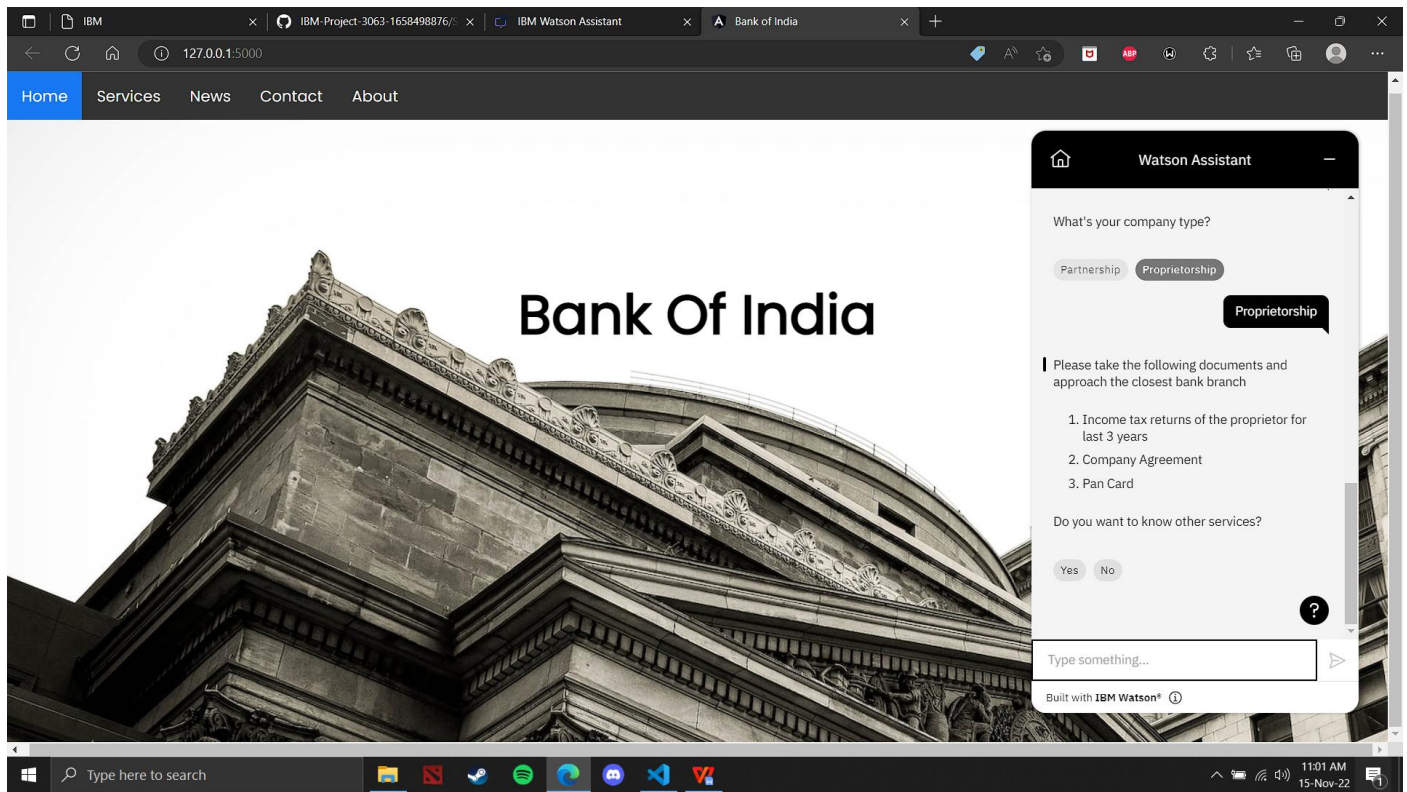 IBM
IBM-Project-3063-1658498876/S
IBM Watson Assistant
Bank of India
127.0.0.1:5000
ABP
Home Services News Contact About
Bank Of India
Watson Assistant
What's your company type?
Partnership Proprietorship
Proprietorship
Please take the following documents and
approach the closest bank branch
1. Income tax returns of the proprietor for
last 3 years
2. Company Agreement
3. Pan Card
Do you want to know other services?
Yes No
?
Type something...
Built with IBM Watson®
Type here to search
11:01 AM
15-Nov-22
1